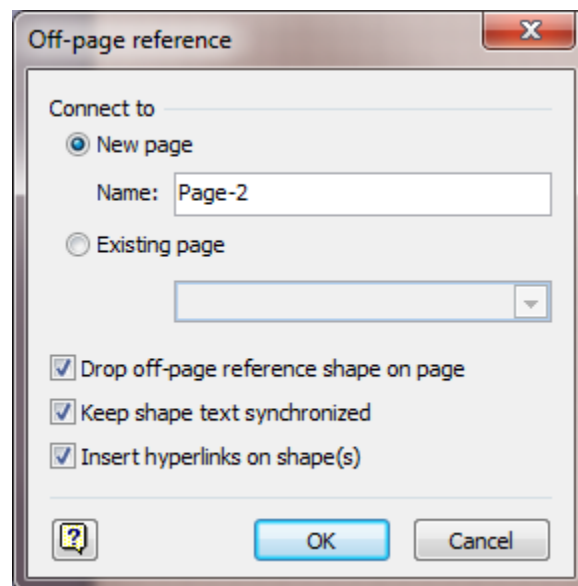 Off-page reference
Connect to
New page
Name: Page-2
Existing page
Drop off-page reference shape on page
Keep shape text synchronized
Insert hyperlinks on shape(s)
OK Cancel